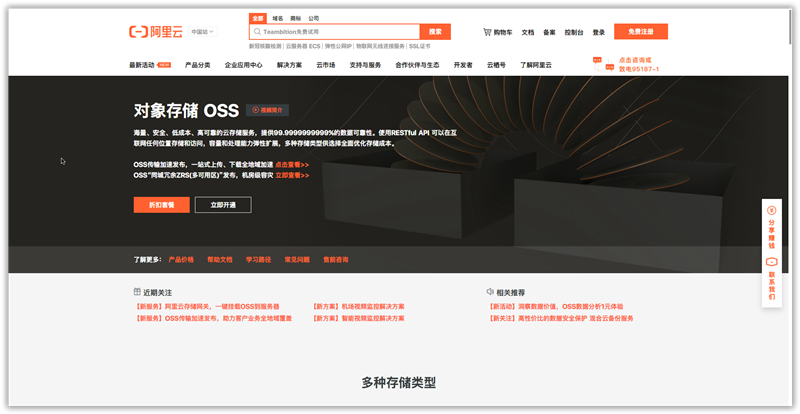 全部 域名 商标 公司
阿里云 中国站 Teambition免费试用 搜索 购物车 文档 备案 控制台 登录 免费注册
新冠核酸检测 | 云服务器 ECS | 弹性公网IP | 物联网无线连接服务 | SSL证书
最新活动 NEW 产品分类 企业应用中心 解决方案 云市场 支持与服务 合作伙伴与生态 开发者 云栖号 了解阿里云
点击咨询或
致电95187-1
对象存储 OSS 视频简介
海量、安全、低成本、高可靠的云存储服务，提供99.9999999999%的数据可靠性。使用RESTful API 可以在互
联网任何位置存储和访问，容量和处理能力弹性扩展，多种存储类型供选择全面优化存储成本。
OSS传输加速发布，一站式上传、下载全地域加速 点击查看>>
OSS“同城冗余ZRS(多可用区)”发布，机房级容灾 立即查看>>
折扣套餐 立即开通
了解更多： 产品价格 帮助文档 学习路径 常见问题 售前咨询
分享赚钱
联系我们
近期关注
【新服务】阿里云存储网关，一键挂载OSS到服务器 【新方案】机场视频监控解决方案
【新服务】OSS传输加速发布，助力客户业务全地域覆盖 【新方案】智能视频监控解决方案
相关推荐
【新活动】洞察数据价值，OSS数据分析1元体验
【新关注】高性价比的数据安全保护 混合云备份服务
多种存储类型